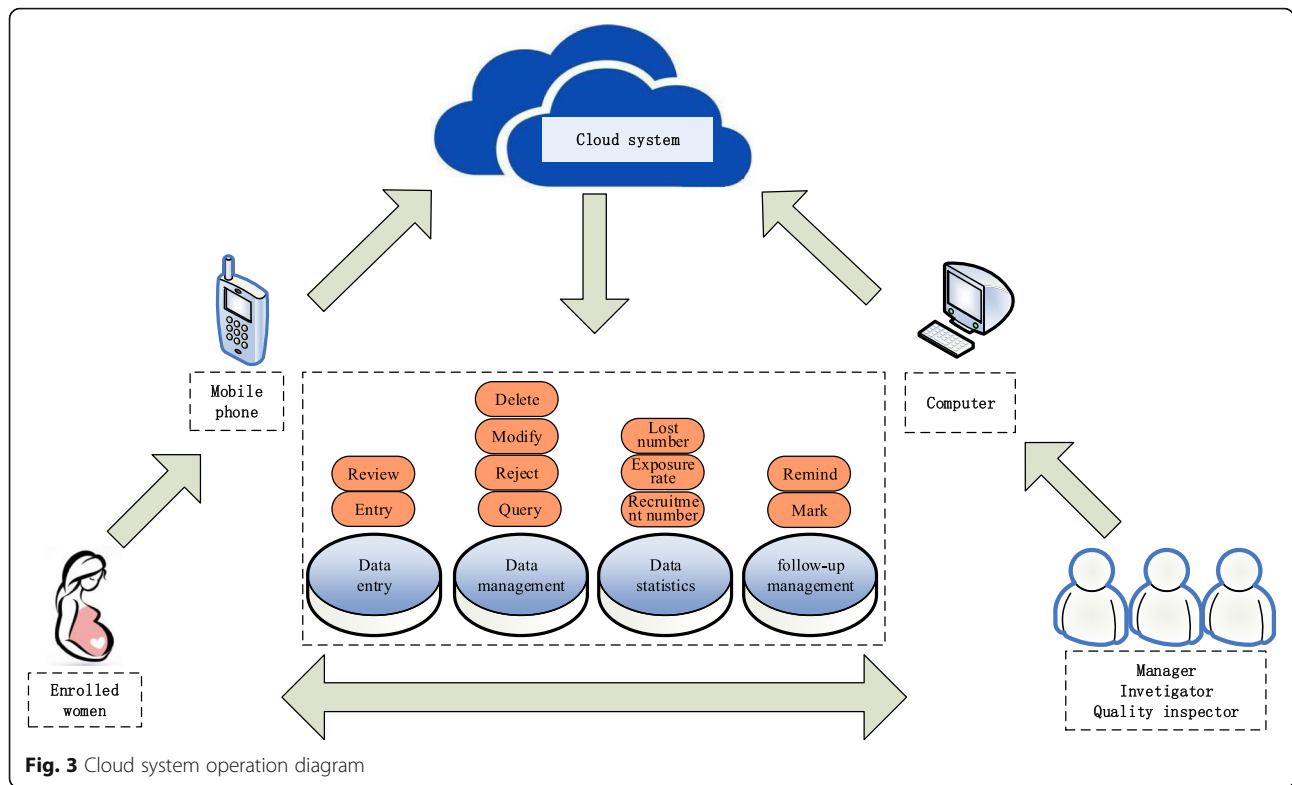 Cloud system
Mobile
phone
Computer
Delete
Modify
Reject
Query
Lost
number
Exposure
rate
Recruitme
nt number
Review
Entry
Remind
Mark
Data
entry
Data
management
Data
statistics
follow-up
management
Enrolled
women
Manager
Invetigator
Quality inspector
Fig. 3 Cloud system operation diagram